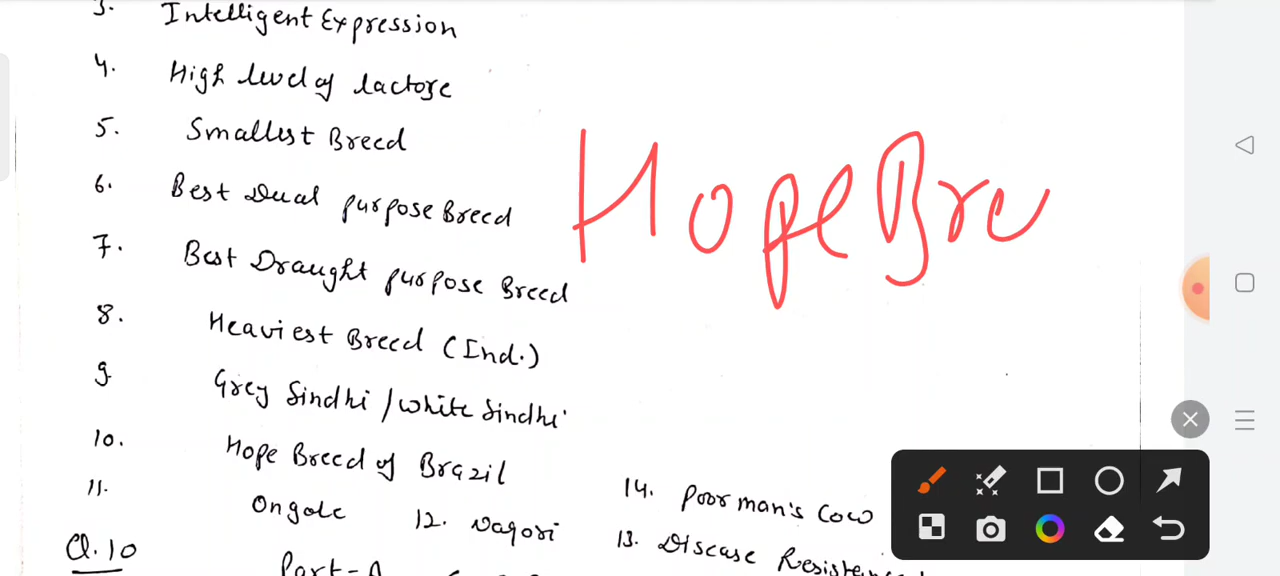 3. Intelligent Expression
4. High level of lactose
5. Smallest Breed
6. Best Dual purpose Breed
7. Best Draught purpose Breed
8. Heaviest Breed (Ind.)
9 Grey Sindhi / White Sindhi
10. Hope Breed of Brazil
11. Ongole 12. Nagori
14. Poor man's Cow
13. Disease
Q.10 Part-A
Hope Bre